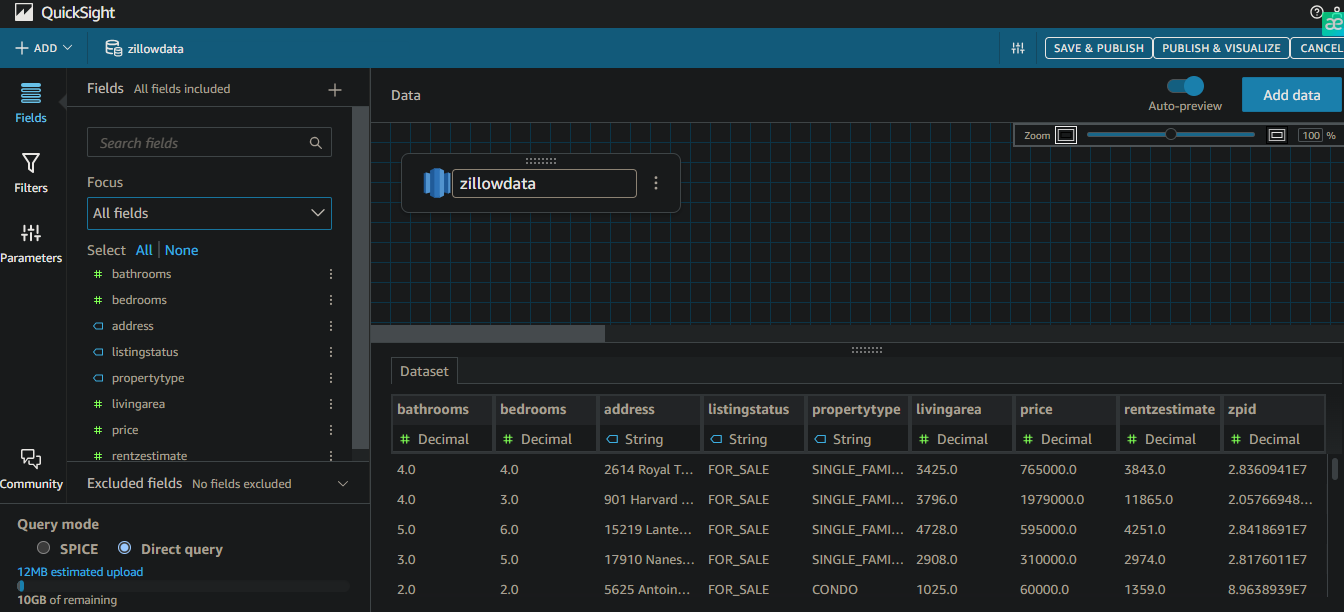 QuickSight
ADD
zillowdata
SAVE & PUBLISH
PUBLISH & VISUALIZE
CANCEL
Fields
Filters
Parameters
Community
Fields All fields included
Search fields
Focus
All fields
Select All None
bathrooms
bedrooms
address
listingstatus
propertytype
livingarea
price
rentzestimate
Excluded fields No fields excluded
Query mode
SPICE Direct query
12MB estimated upload
10GB of remaining
Data
Auto-preview
Add data
Zoom 100 %
zillowdata
Dataset
bathrooms bedrooms address listingstatus propertytype livingarea price rentzestimate zpid
# Decimal # Decimal String String String # Decimal # Decimal # Decimal # Decimal
4.0 4.0 2614 Royal T... FOR_SALE SINGLE_FAMI... 3425.0 765000.0 3843.0 2.8360941E7
4.0 3.0 901 Harvard ... FOR_SALE SINGLE_FAMI... 3796.0 1979000.0 11865.0 2.05766948...
5.0 6.0 15219 Lante... FOR_SALE SINGLE_FAMI... 4728.0 595000.0 4251.0 2.8418691E7
3.0 5.0 17910 Nanes... FOR_SALE SINGLE_FAMI... 2908.0 310000.0 2974.0 2.8176011E7
2.0 2.0 5625 Antoin... FOR_SALE CONDO 1025.0 60000.0 1359.0 8.9638939E7